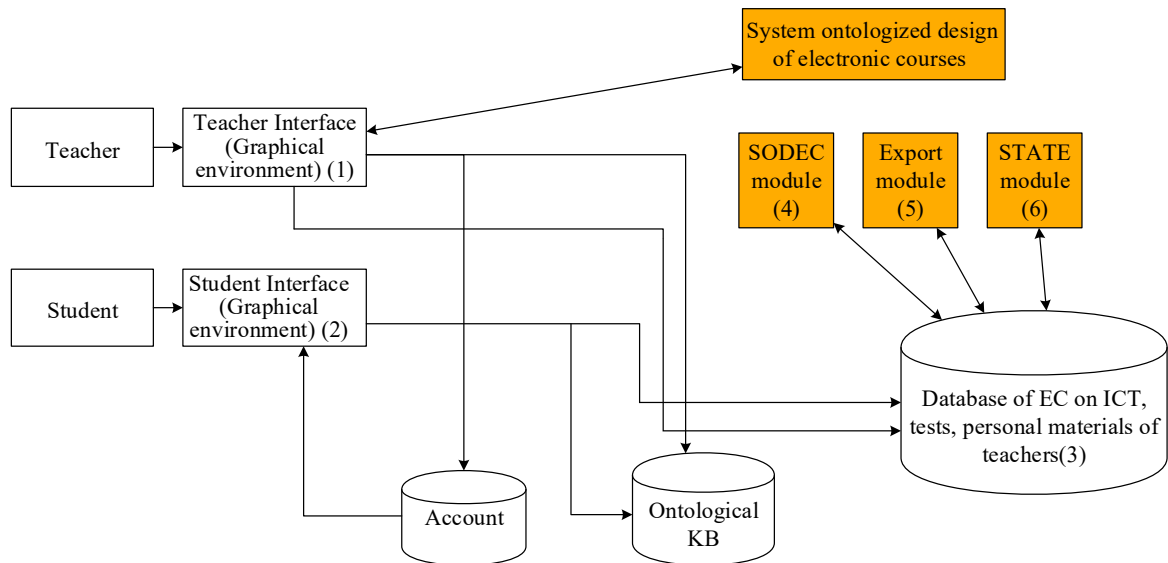 System ontologized design
of electronic courses
Teacher
Teacher Interface
(Graphical
environment) (1)
SODEC
module
(4)
Export
module
(5)
STATE
module
(6)
Student
Student Interface
(Graphical
environment) (2)
Database of EC on ICT,
tests, personal materials of
teachers(3)
Account
Ontological
KB